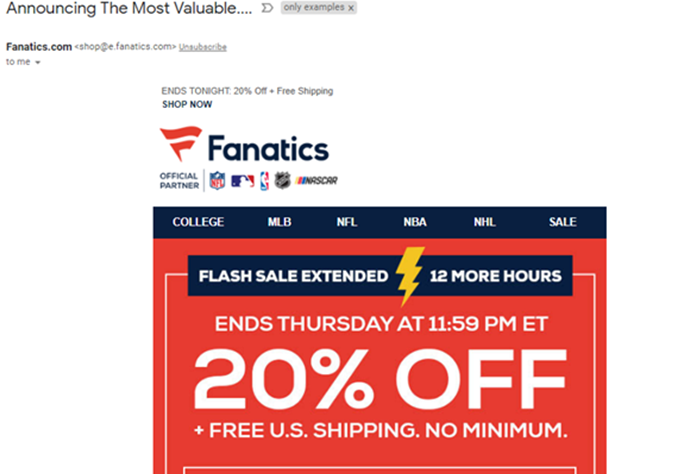 Announcing The Most Valuable....
only examples x
Fanatics.com <shop@e.fanatics.com> Unsubscribe
to me
ENDS TONIGHT: 20% Off + Free Shipping
SHOP NOW
Fanatics
OFFICIAL
PARTNER
NFL
NASCAR
COLLEGE MLB NFL NBA NHL SALE
FLASH SALE EXTENDED 12 MORE HOURS
ENDS THURSDAY AT 11:59 PM ET
20% OFF
+ FREE U.S. SHIPPING. NO MINIMUM.